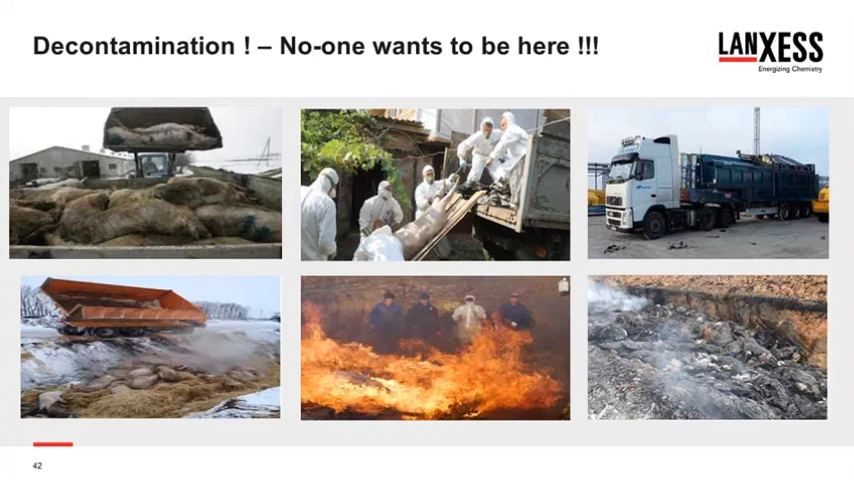 Decontamination ! – No-one wants to be here !!!
LANXESS
Energizing Chemistry
42